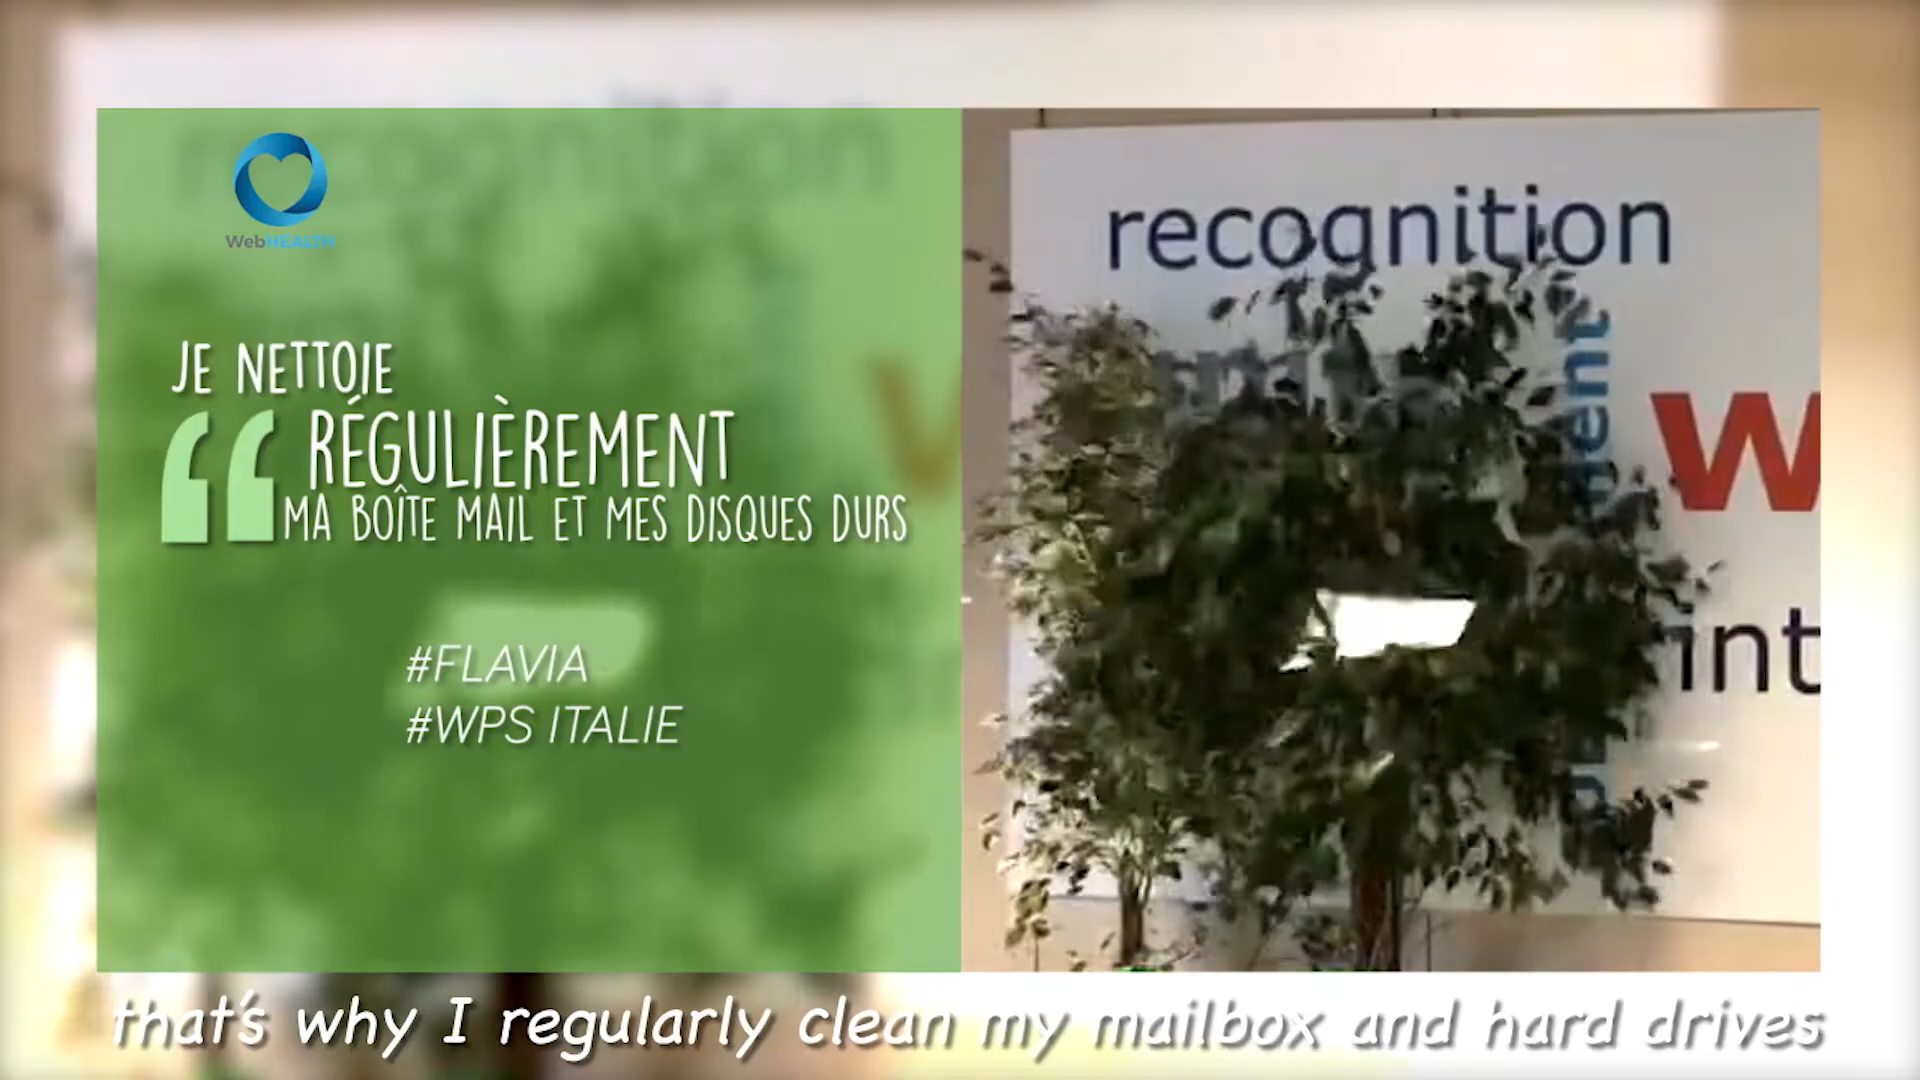 WebHEALTH
JE NETTOIE
RÉGULIÈREMENT
MA BOÎTE MAIL ET MES DISQUES DURS
#FLAVIA
#WPS ITALIE
recognition
w
int
that's why I regularly clean my mailbox and hard drives